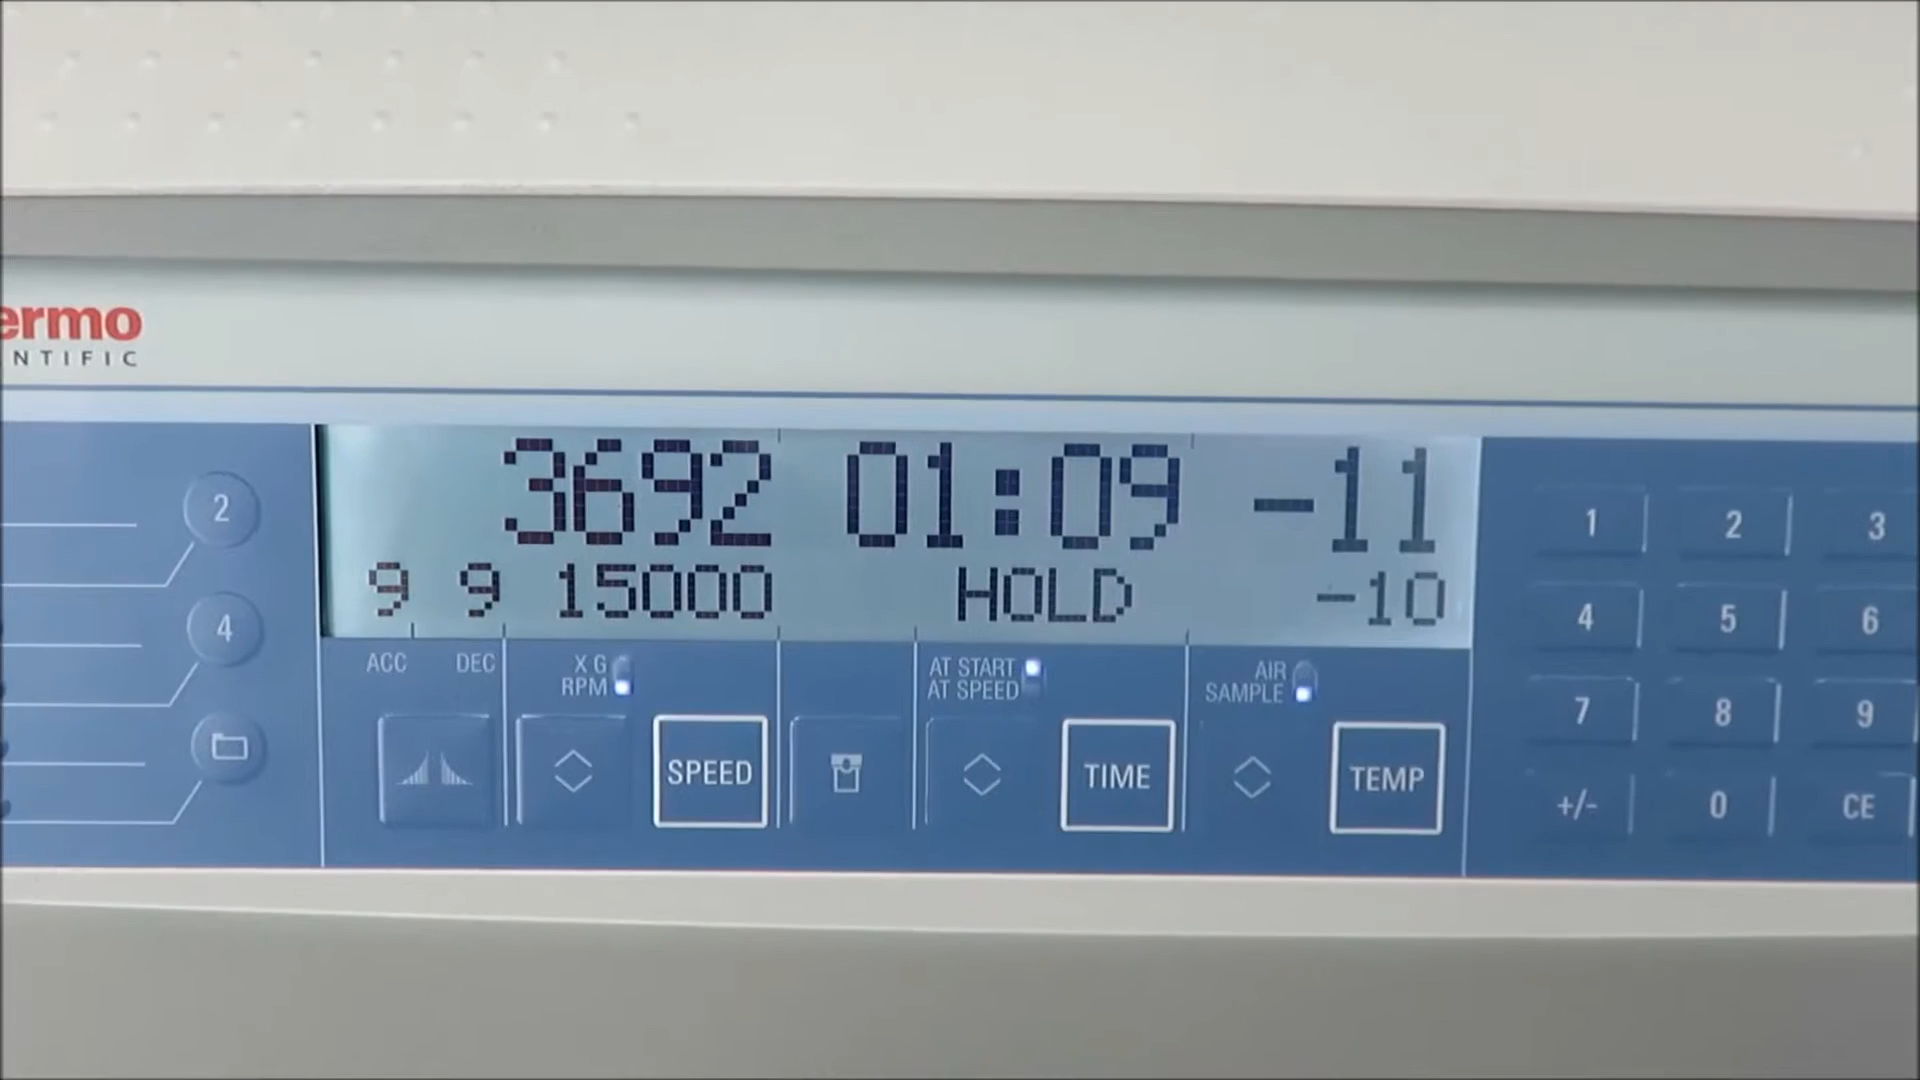 ermo
NTIFIC
3692 01:09 -11
9 9 15000 HOLD -10
ACC DEC
X G
RPM
AT START
AT SPEED
AIR
SAMPLE
SPEED
TIME
TEMP
2
4
1 2 3
4 5 6
7 8 9
+/- 0 CE